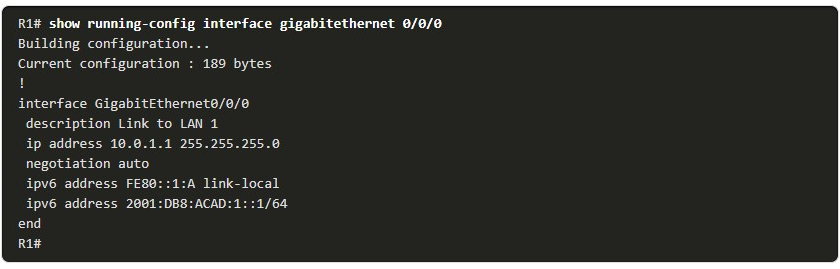 R1# show running-config interface gigabitethernet 0/0/0
Building configuration...
Current configuration : 189 bytes
!
interface GigabitEthernet0/0/0
 description Link to LAN 1
 ip address 10.0.1.1 255.255.255.0
 negotiation auto
 ipv6 address FE80::1:A link-local
 ipv6 address 2001:DB8:ACAD:1::1/64
end
R1#